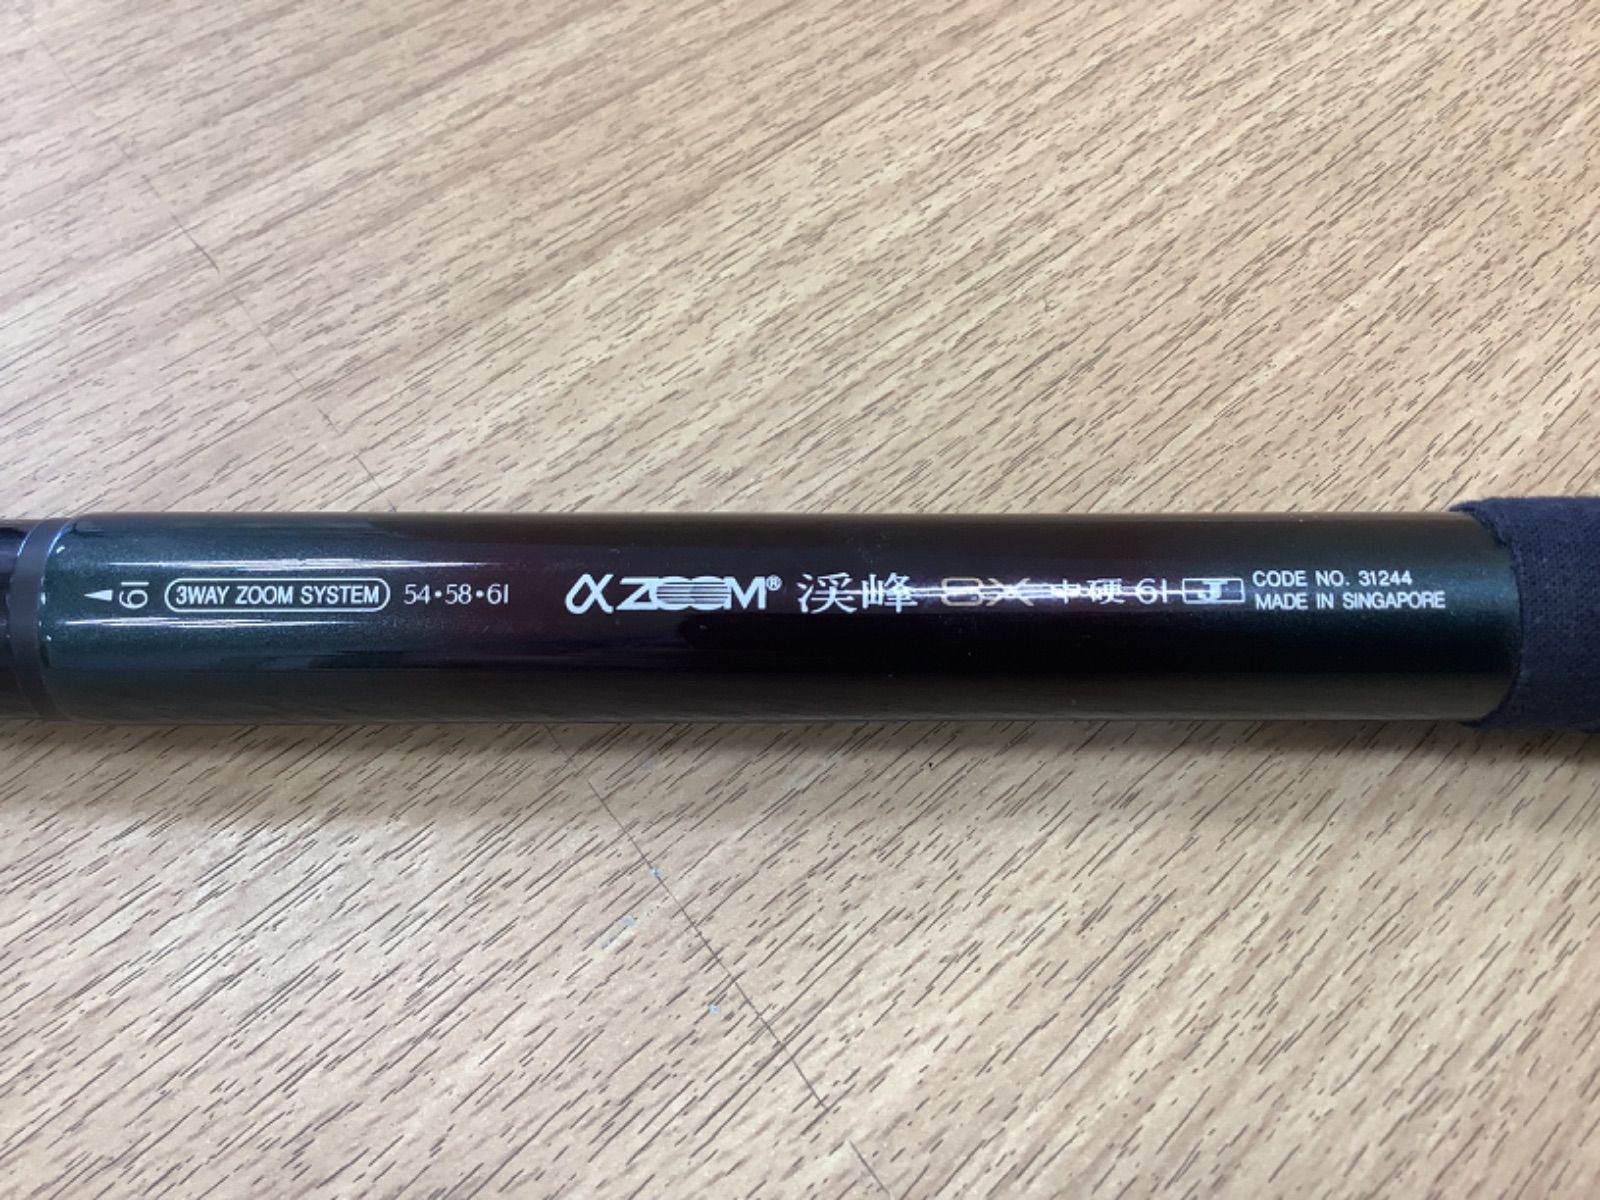 61 3WAY ZOOM SYSTEM 54・58・61 αZOOM® 渓峰 8X 中硬 61 J CODE NO. 31244
MADE IN SINGAPORE